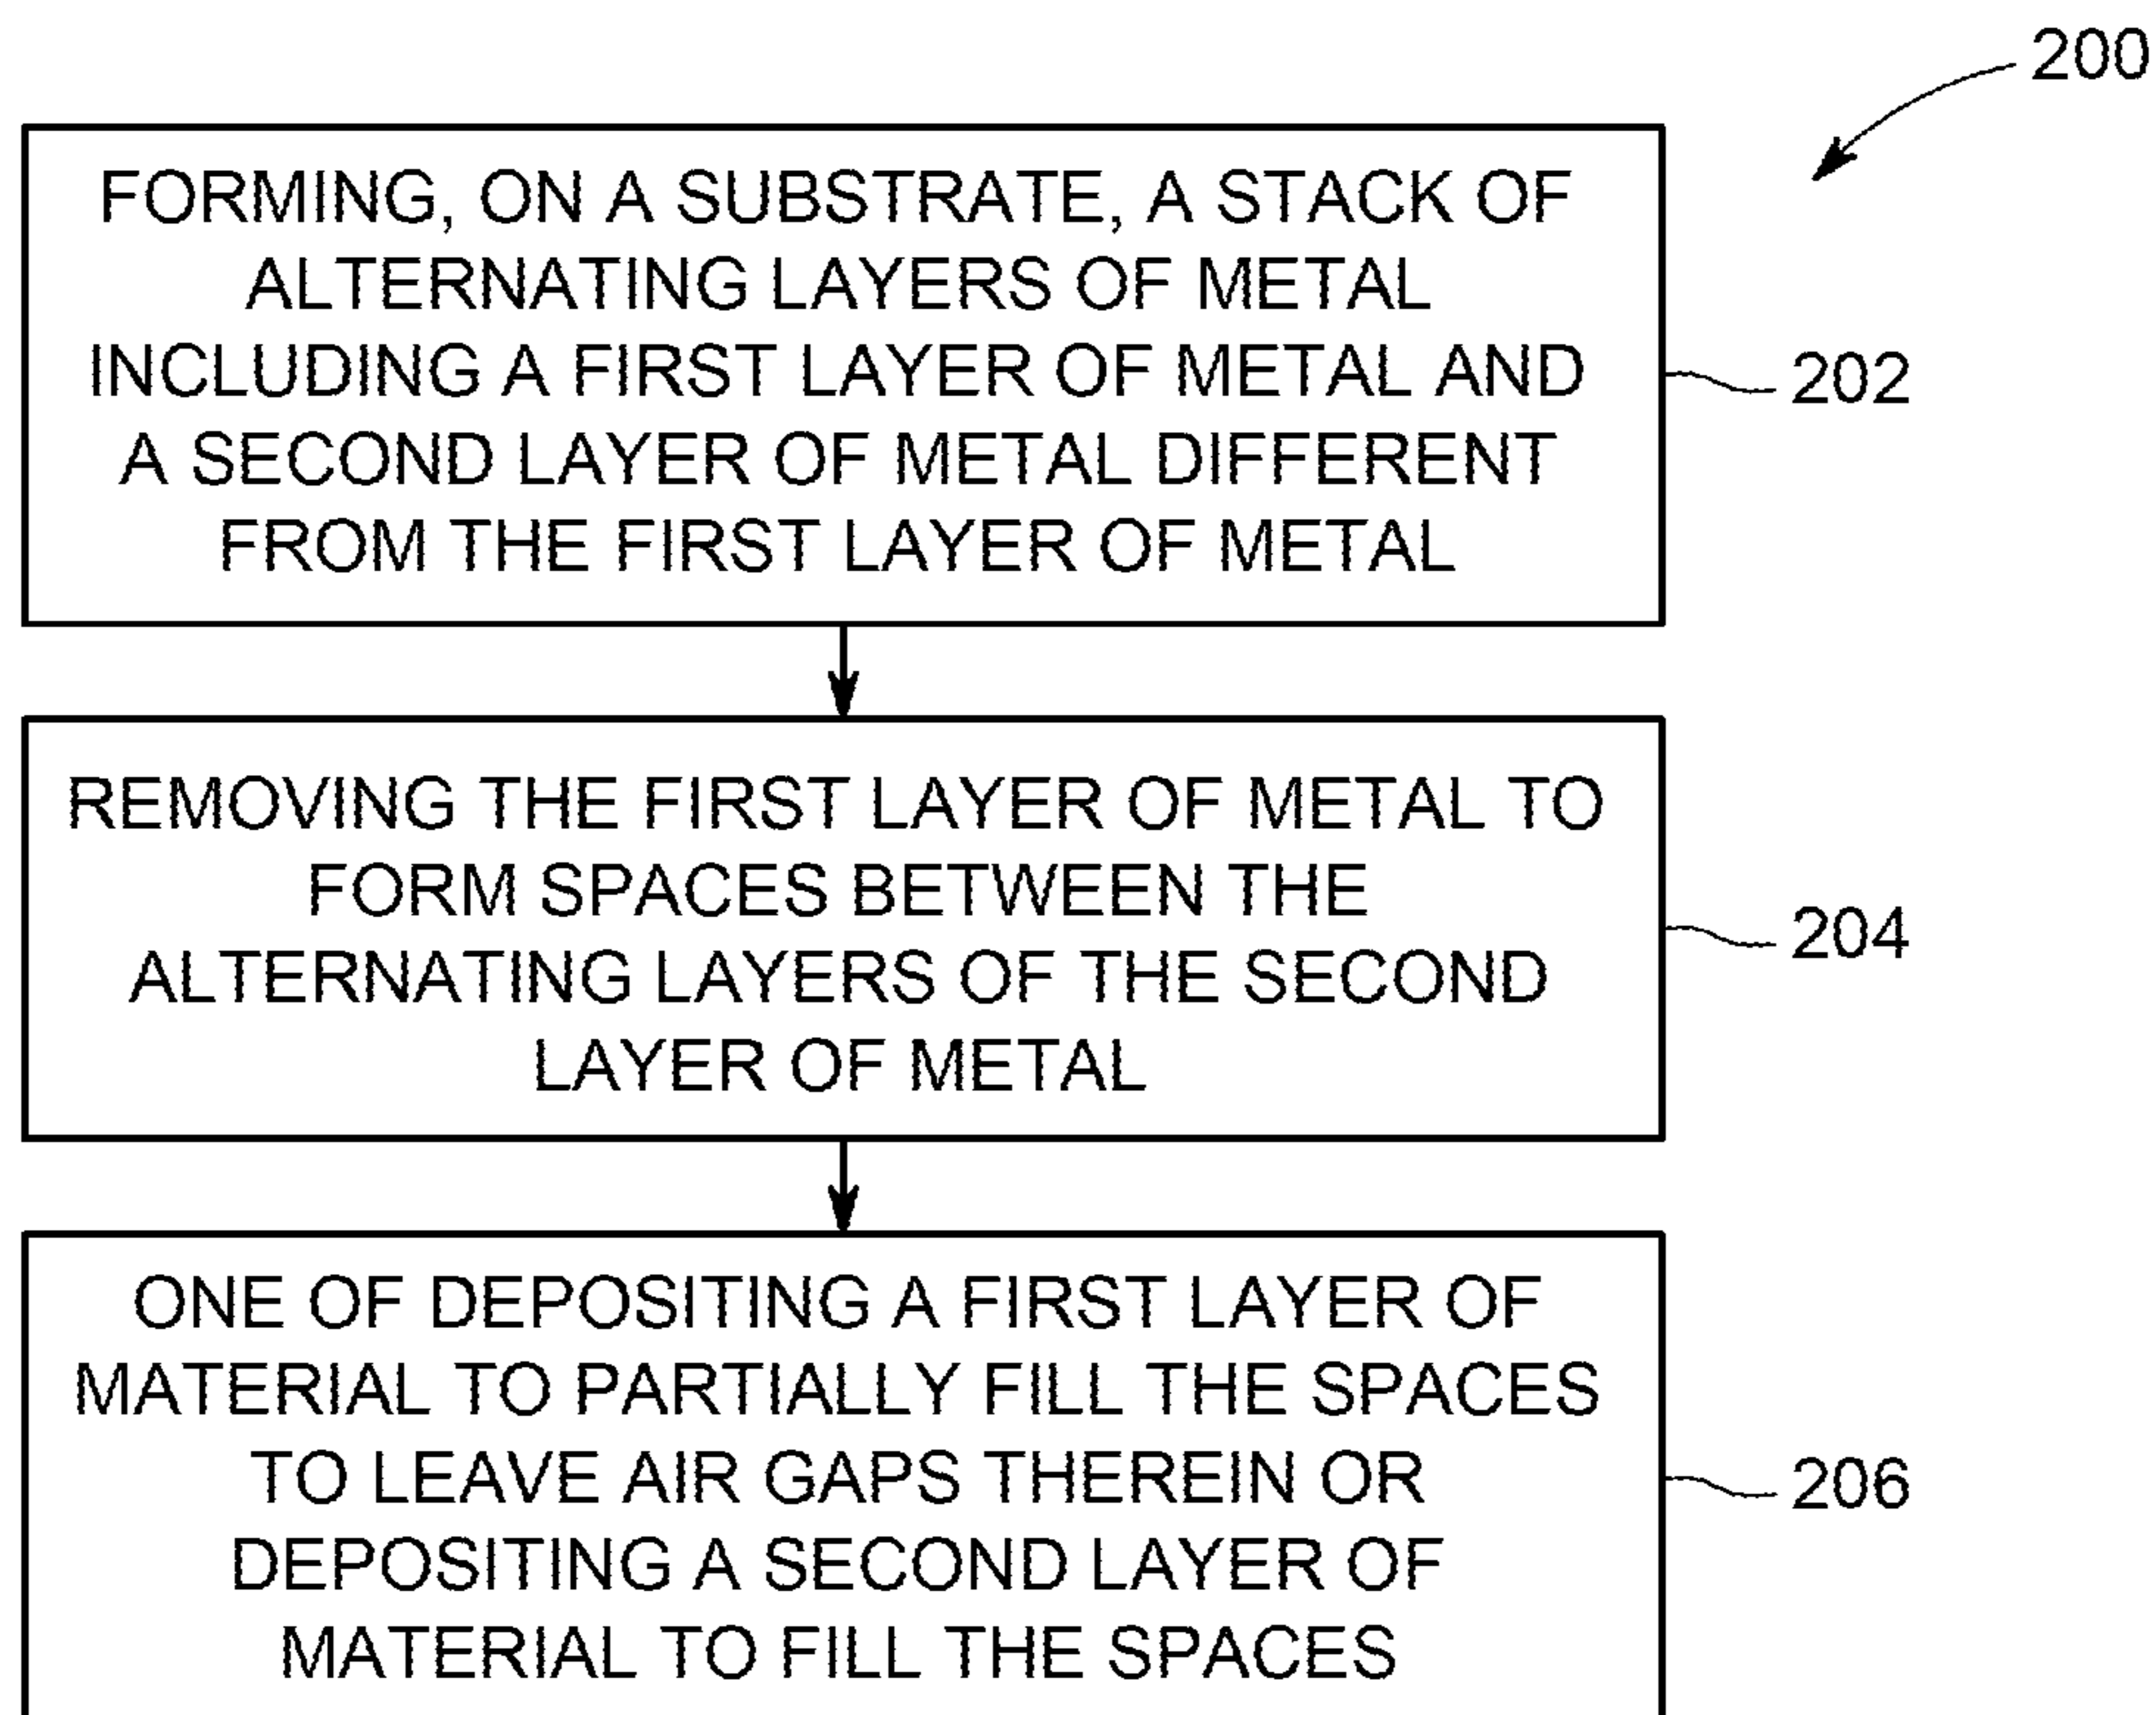 200
FORMING, ON A SUBSTRATE, A STACK OF
ALTERNATING LAYERS OF METAL
INCLUDING A FIRST LAYER OF METAL AND
A SECOND LAYER OF METAL DIFFERENT
FROM THE FIRST LAYER OF METAL
202
REMOVING THE FIRST LAYER OF METAL TO
FORM SPACES BETWEEN THE
ALTERNATING LAYERS OF THE SECOND
LAYER OF METAL
204
ONE OF DEPOSITING A FIRST LAYER OF
MATERIAL TO PARTIALLY FILL THE SPACES
TO LEAVE AIR GAPS THEREIN OR
DEPOSITING A SECOND LAYER OF
MATERIAL TO FILL THE SPACES
206